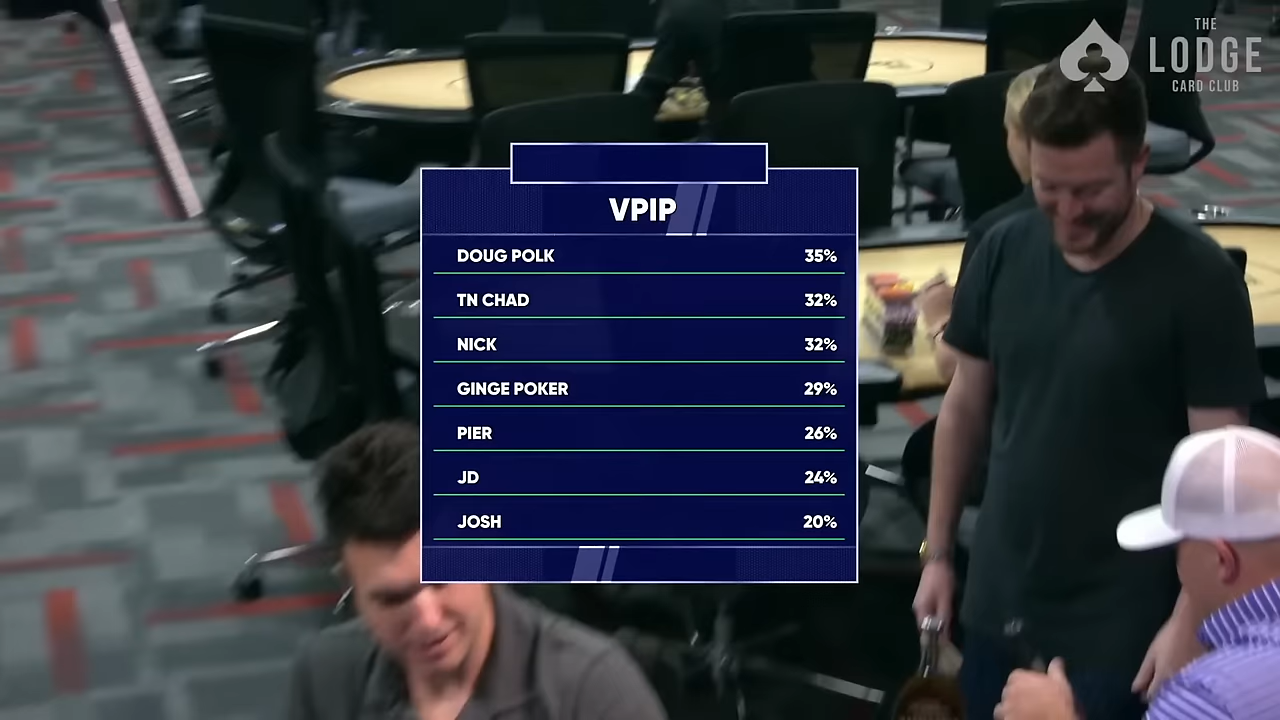 THE
LODGE
CARD CLUB
VPIP
DOUG POLK 35%
TN CHAD 32%
NICK 32%
GINGE POKER 29%
PIER 26%
JD 24%
JOSH 20%